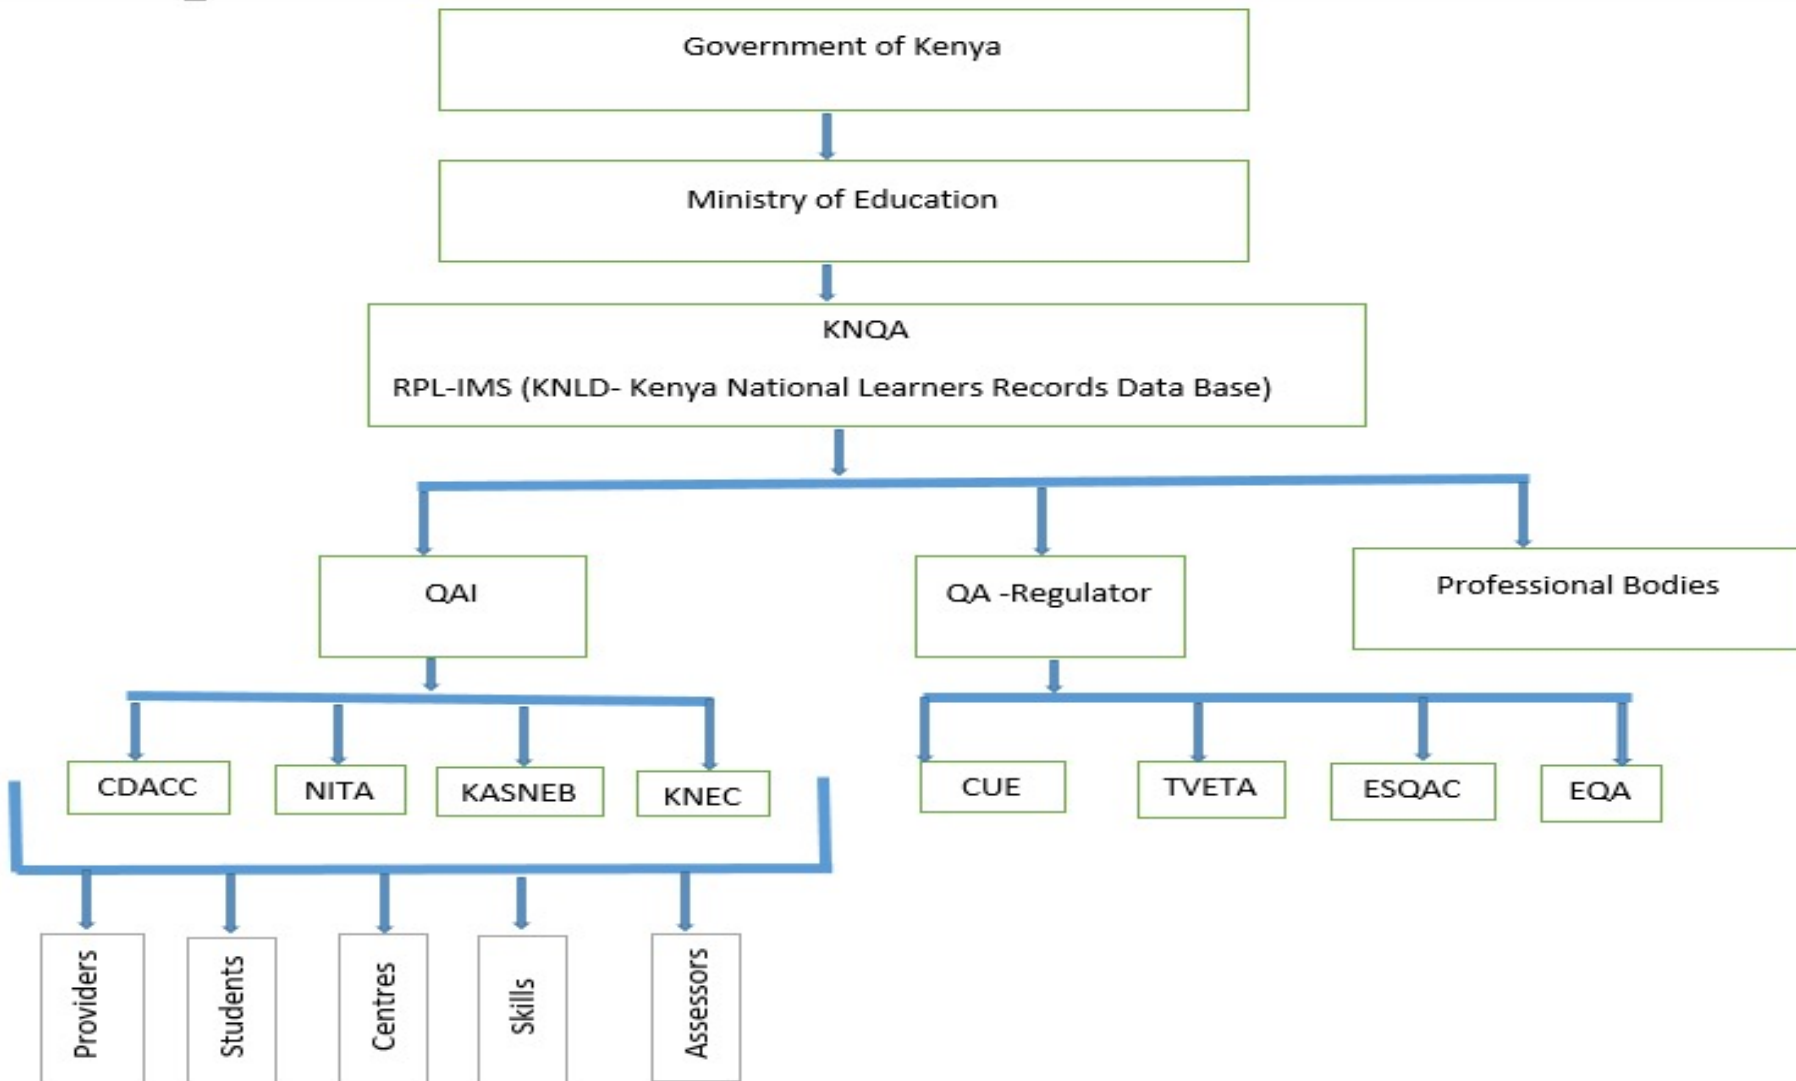 Government of Kenya
Ministry of Education
KNQA
RPL-IMS (KNLD- Kenya National Learners Records Data Base)
QAI
QA -Regulator
Professional Bodies
CDACC
NITA
KASNEB
KNEC
CUE
TVETA
ESQAC
EQA
Providers
Students
Centres
Skills
Assessors